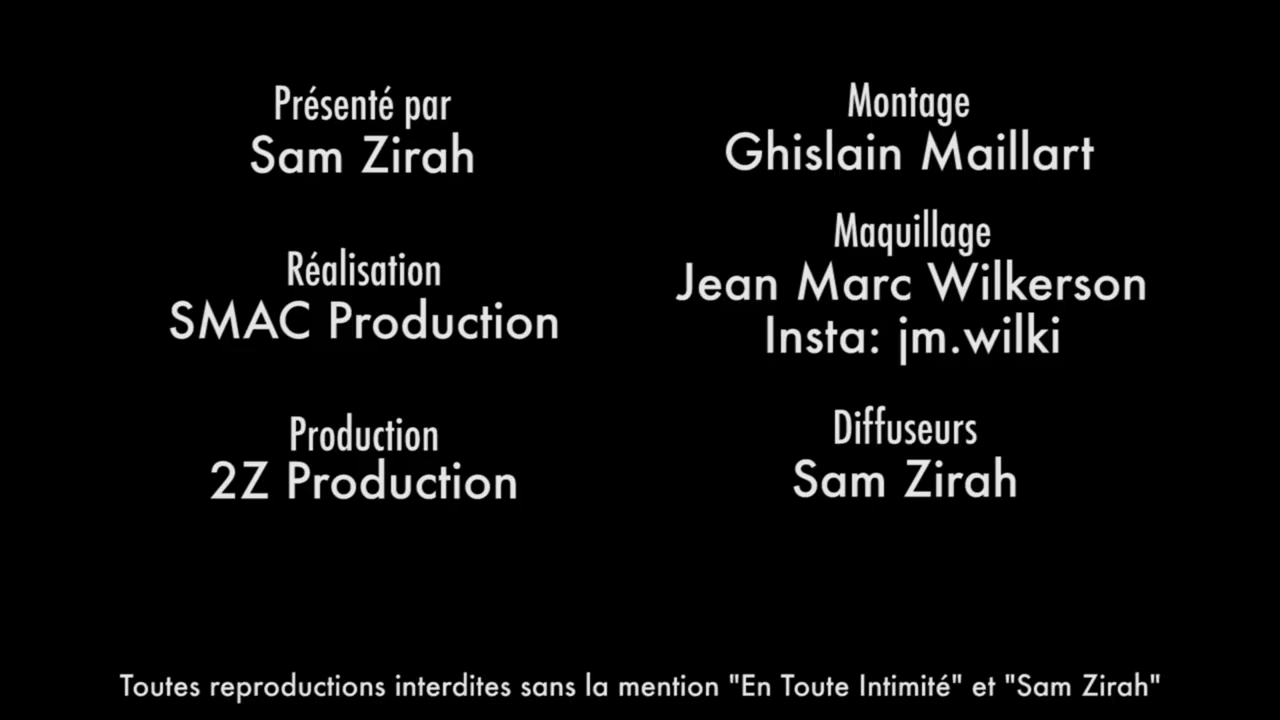 Présenté par
Sam Zirah
Réalisation
SMAC Production
Production
2Z Production
Montage
Ghislain Maillart
Maquillage
Jean Marc Wilkerson
Insta: jm.wilki
Diffuseurs
Sam Zirah
Toutes reproductions interdites sans la mention "En Toute Intimité" et "Sam Zirah"